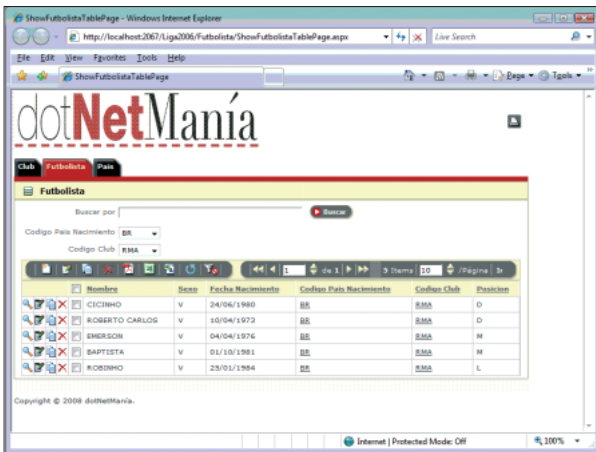 ShowFutbolistaTablePage - Windows Internet Explorer
http://localhost:2067/Liga2006/Futbolista/ShowFutbolistaTablePage.aspx
Live Search
File Edit View Favorites Tools Help
ShowFutbolistaTablePage
Page Tools
dotNetManía
Club Futbolista Pais
Futbolista
Buscar por
Buscar
Codigo Pais Nacimiento BR
Codigo Club RMA
1 de 1 5 Items 10 /Página
Nombre Sexo Fecha Nacimiento Codigo Pais Nacimiento Codigo Club Posicion
CICINHO V 24/06/1980 BR RMA D
ROBERTO CARLOS V 10/04/1973 BR RMA D
EMERSON V 04/04/1976 BR RMA M
BAPTISTA V 01/10/1981 BR RMA M
ROBINHO V 25/01/1984 BR RMA L
Copyright © 2008 dotNetManía.
Internet | Protected Mode: Off 100%